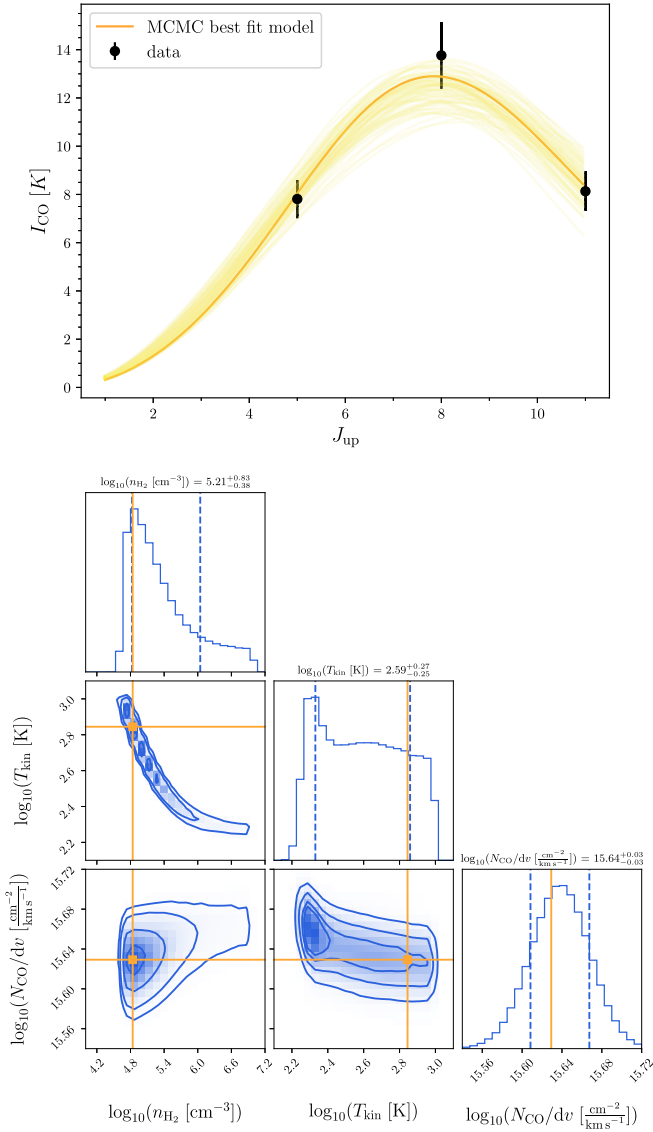 MCMC best fit model
data
14
12
10
8
6
4
2
0
I_CO [K]
2 4 6 8 10
J_up
log₁₀(n_H₂ [cm⁻³]) = 5.21^{+0.83}_{−0.38}
log₁₀(T_kin [K]) = 2.59^{+0.27}_{−0.25}
3.0
2.8
2.6
2.4
2.2
log₁₀(T_kin [K])
log₁₀(N_CO/dv [cm⁻²/km s⁻¹]) = 15.64^{+0.03}_{−0.03}
15.72
15.68
15.64
15.60
15.56
log₁₀(N_CO/dv [cm⁻²/km s⁻¹])
4.2 4.8 5.4 6.0 6.6 7.2
2.2 2.4 2.6 2.8 3.0
15.56 15.60 15.64 15.68 15.72
log₁₀(n_H₂ [cm⁻³])
log₁₀(T_kin [K])
log₁₀(N_CO/dv [cm⁻²/km s⁻¹])